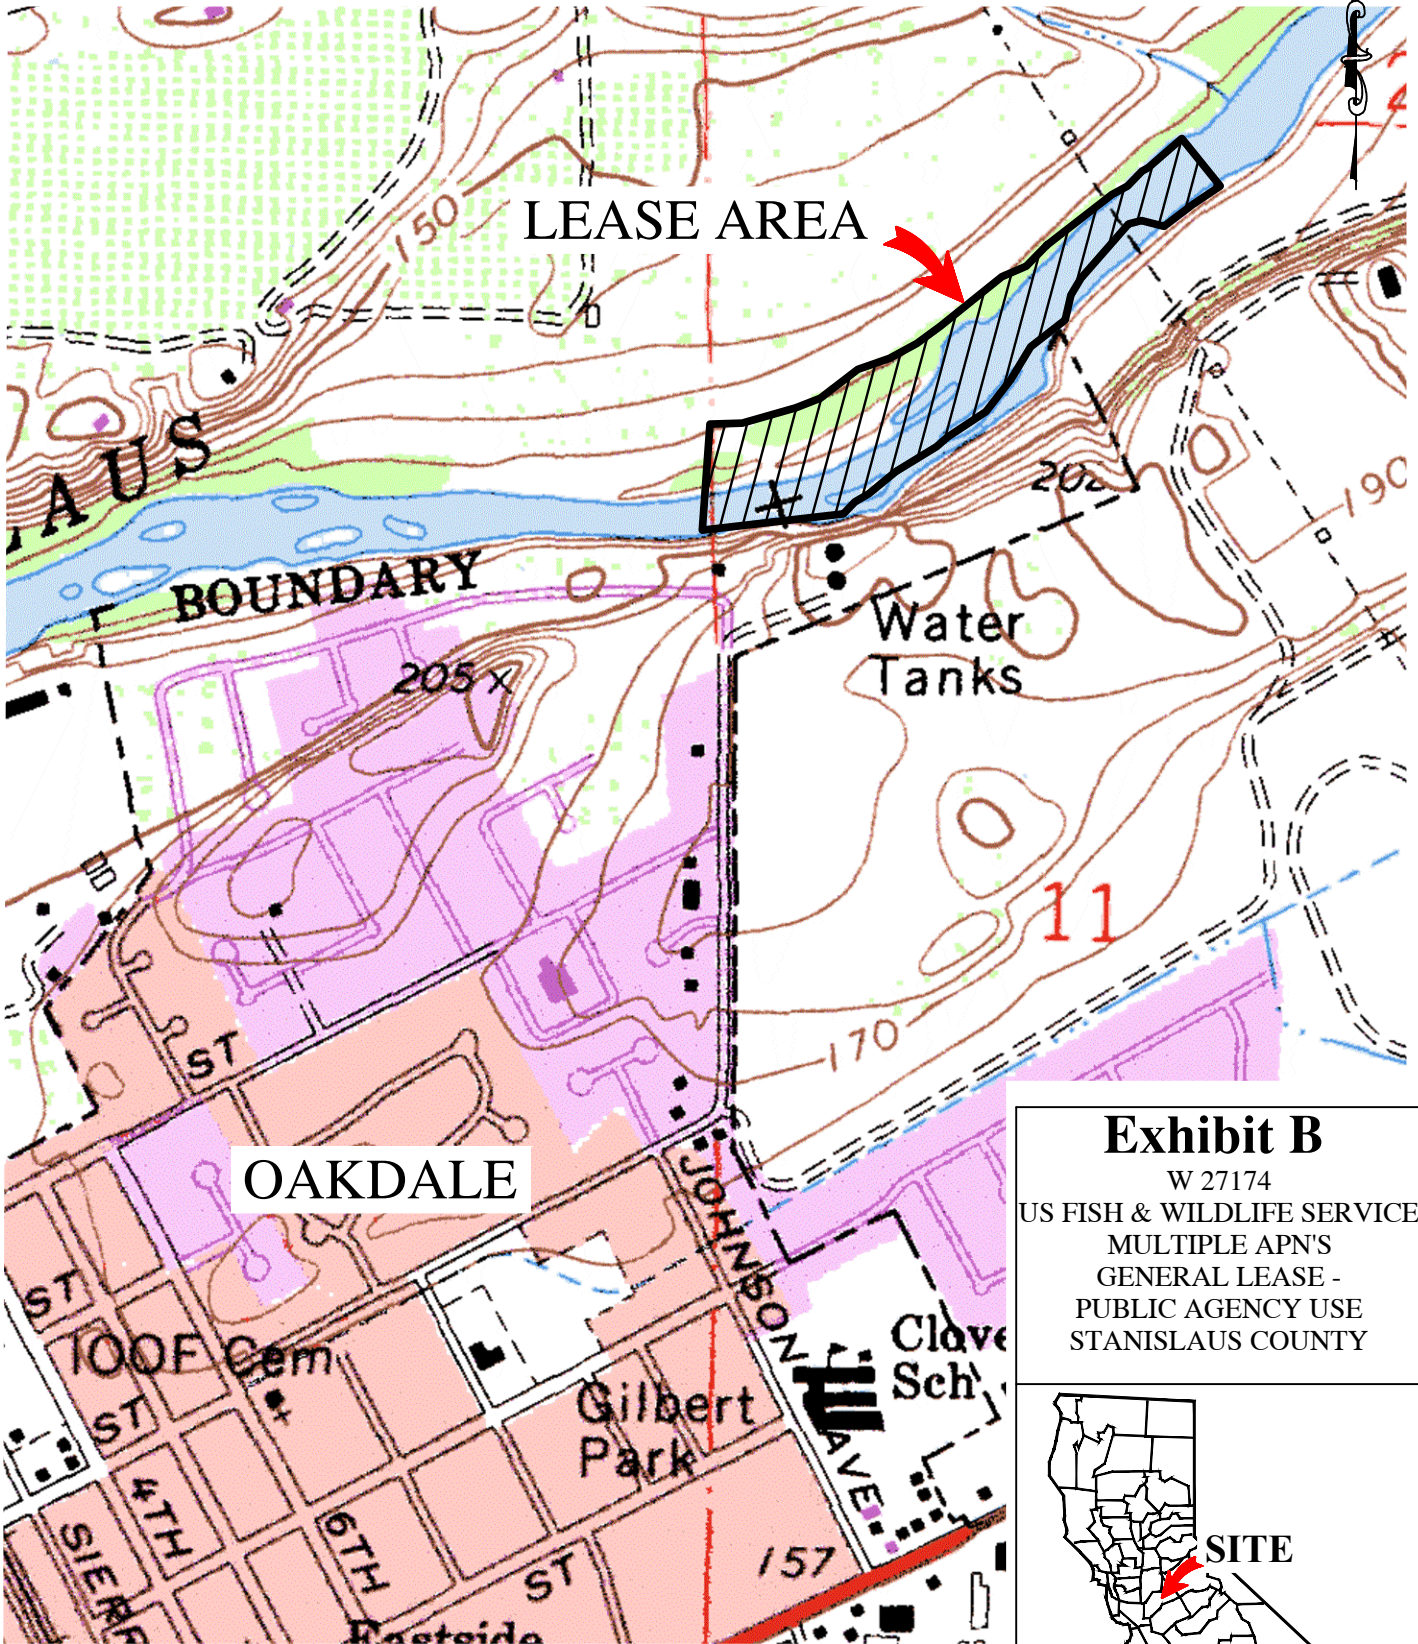 150
LEASE AREA
LAUS
BOUNDARY
202
190
Water
Tanks
205 x
11
170
ST
OAKDALE
JOHNSON AVE
ST
IOOF Cem
ST
4TH
6TH
ST
Gilbert
Park
Clove
Sch
157
Eastside
Exhibit B
W 27174
US FISH & WILDLIFE SERVICE
MULTIPLE APN'S
GENERAL LEASE -
PUBLIC AGENCY USE
STANISLAUS COUNTY
SITE